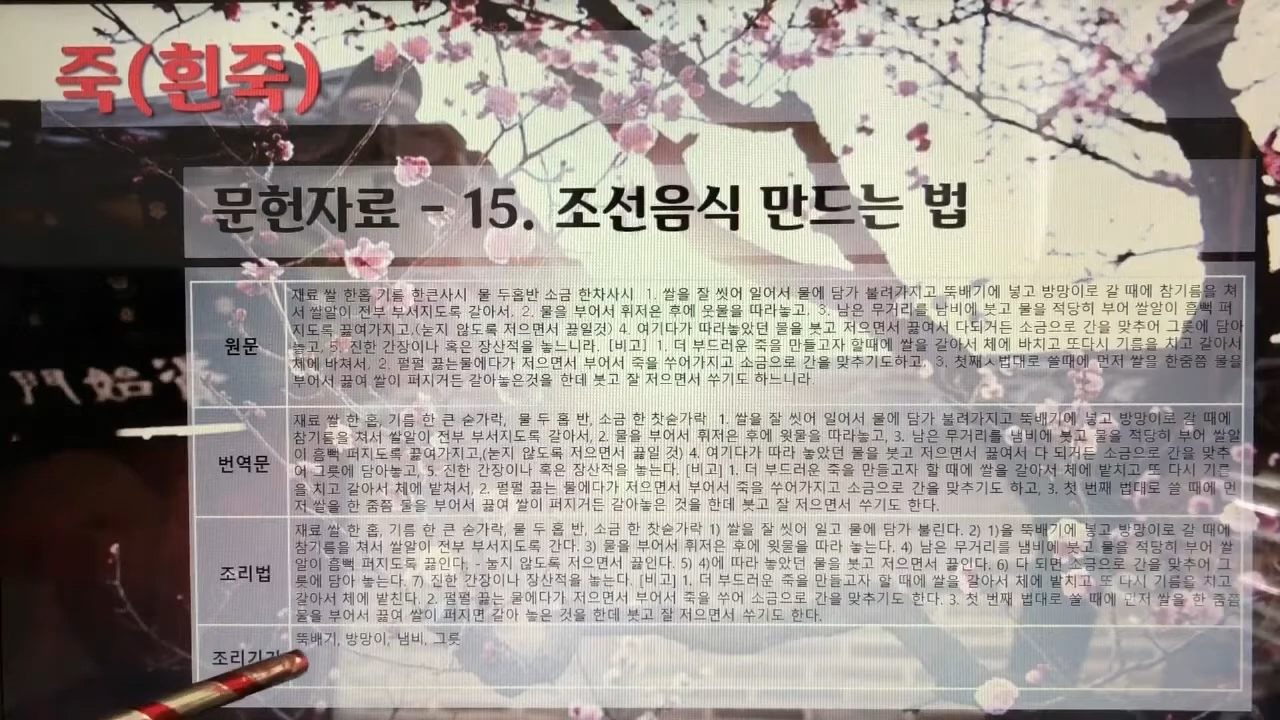 죽(흰죽)
문헌자료 - 15. 조선음식 만드는 법
원문
재료 쌀 한홉 기름 한큰사시 물 두홉반 소금 한차사시 1. 쌀을 잘 씻어 일어서 물에 담가 불려가지고 뚝배기에 넣고 방망이로 갈 때에 참기름을 쳐
서 쌀알이 전부 부서지도록 갈아서, 2. 물을 부어서 휘저은 후에 웃물을 따라놓고, 3. 남은 무거리를 남비에 붓고 물을 적당히 부어 쌀알이 흠뻑 퍼
지도록 끓여가지고,(눋지 않도록 저으면서 끓일것) 4. 여기다가 따라놓았던 물을 붓고 저으면서 끓여서 다되거든 소금으로 간을 맞추어 그릇에 담아
놓고, 5. 진한 간장이나 혹은 장산적을 놓느니라. [비고] 1. 더 부드러운 죽을 만들고자 할때에 쌀을 갈아서 체에 바치고 또다시 기름을 치고 갈아서
체에 바쳐서, 2. 펄펄 끓는물에다가 저으면서 부어서 죽을 쑤어가지고 소금으로 간을 맞추기도하고, 3. 첫째ㅅ법대로 쑬때에 먼저 쌀을 한줌쯤 물을
부어서 끓여 쌀이 퍼지거든 갈아놓은것을 한데 붓고 잘 저으면서 쑤기도 하느니라.
번역문
재료 쌀 한 홉, 기름 한 큰 숟가락, 물 두 홉 반, 소금 한 찻숟가락 1. 쌀을 잘 씻어 일어서 물에 담가 불려가지고 뚝배기에 넣고 방망이로 갈 때에
참기름을 쳐서 쌀알이 전부 부서지도록 갈아서, 2. 물을 부어서 휘저은 후에 윗물을 따라놓고, 3. 남은 무거리를 냄비에 붓고 물을 적당히 부어 쌀알
이 흠뻑 퍼지도록 끓여가지고,(눋지 않도록 저으면서 끓일 것) 4. 여기다가 따라 놓았던 물을 붓고 저으면서 끓여서 다 되거든 소금으로 간을 맞추
어 그릇에 담아놓고, 5. 진한 간장이나 혹은 장산적을 놓는다. [비고] 1. 더 부드러운 죽을 만들고자 할 때에 쌀을 갈아서 체에 밭치고 또 다시 기름
을 치고 갈아서 체에 밭쳐서, 2. 펄펄 끓는 물에다가 저으면서 부어서 죽을 쑤어가지고 소금으로 간을 맞추기도 하고, 3. 첫 번째 법대로 쑬 때에 먼
저 쌀을 한 줌쯤 물을 부어서 끓여 쌀이 퍼지거든 갈아놓은 것을 한데 붓고 잘 저으면서 쑤기도 한다.
조리법
재료 쌀 한 홉, 기름 한 큰 숟가락, 물 두 홉 반, 소금 한 찻숟가락 1) 쌀을 잘 씻어 일고 물에 담가 불린다. 2) 1)을 뚝배기에 넣고 방망이로 갈 때에
참기름을 쳐서 쌀알이 전부 부서지도록 간다. 3) 물을 부어서 휘저은 후에 윗물을 따라 놓는다. 4) 남은 무거리를 냄비에 붓고 물을 적당히 부어 쌀
알이 흠뻑 퍼지도록 끓인다. - 눋지 않도록 저으면서 끓인다. 5) 4)에 따라 놓았던 물을 붓고 저으면서 끓인다. 6) 다 되면 소금으로 간을 맞추어 그
릇에 담아 놓는다. 7) 진한 간장이나 장산적을 놓는다. [비고] 1. 더 부드러운 죽을 만들고자 할 때에 쌀을 갈아서 체에 밭치고 또 다시 기름을 치고
갈아서 체에 밭친다. 2. 펄펄 끓는 물에다가 저으면서 부어서 죽을 쑤어 소금으로 간을 맞추기도 한다. 3. 첫 번째 법대로 쑬 때에 먼저 쌀을 한 줌쯤
물을 부어서 끓여 쌀이 퍼지면 갈아 놓은 것을 한데 붓고 잘 저으면서 쑤기도 한다.
뚝배기, 방망이, 냄비, 그릇